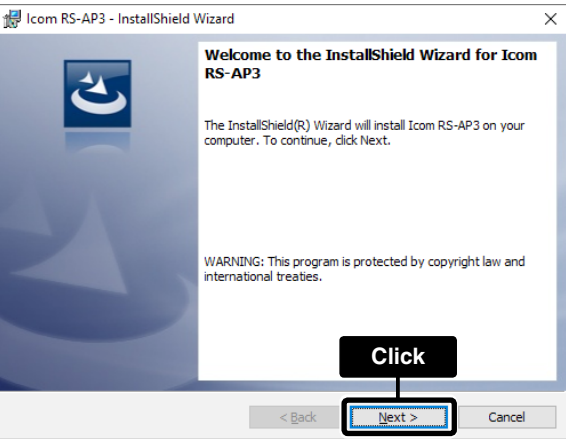 Icom RS-AP3 - InstallShield Wizard
Welcome to the InstallShield Wizard for Icom
RS-AP3
The InstallShield(R) Wizard will install Icom RS-AP3 on your
computer. To continue, click Next.
WARNING: This program is protected by copyright law and
international treaties.
Click
< Back
Next >
Cancel